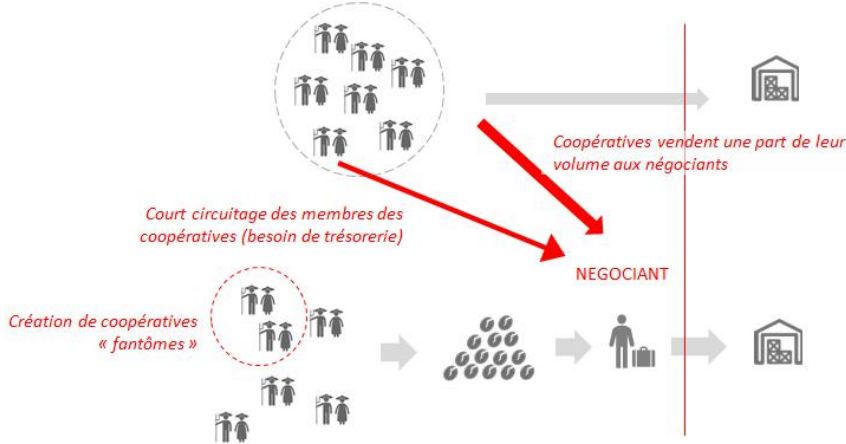 Coopératives vendent une part de leur
volume aux négociants
Court circuitage des membres des
coopératives (besoin de trésorerie)
NEGOCIANT
Création de coopératives
« fantômes »